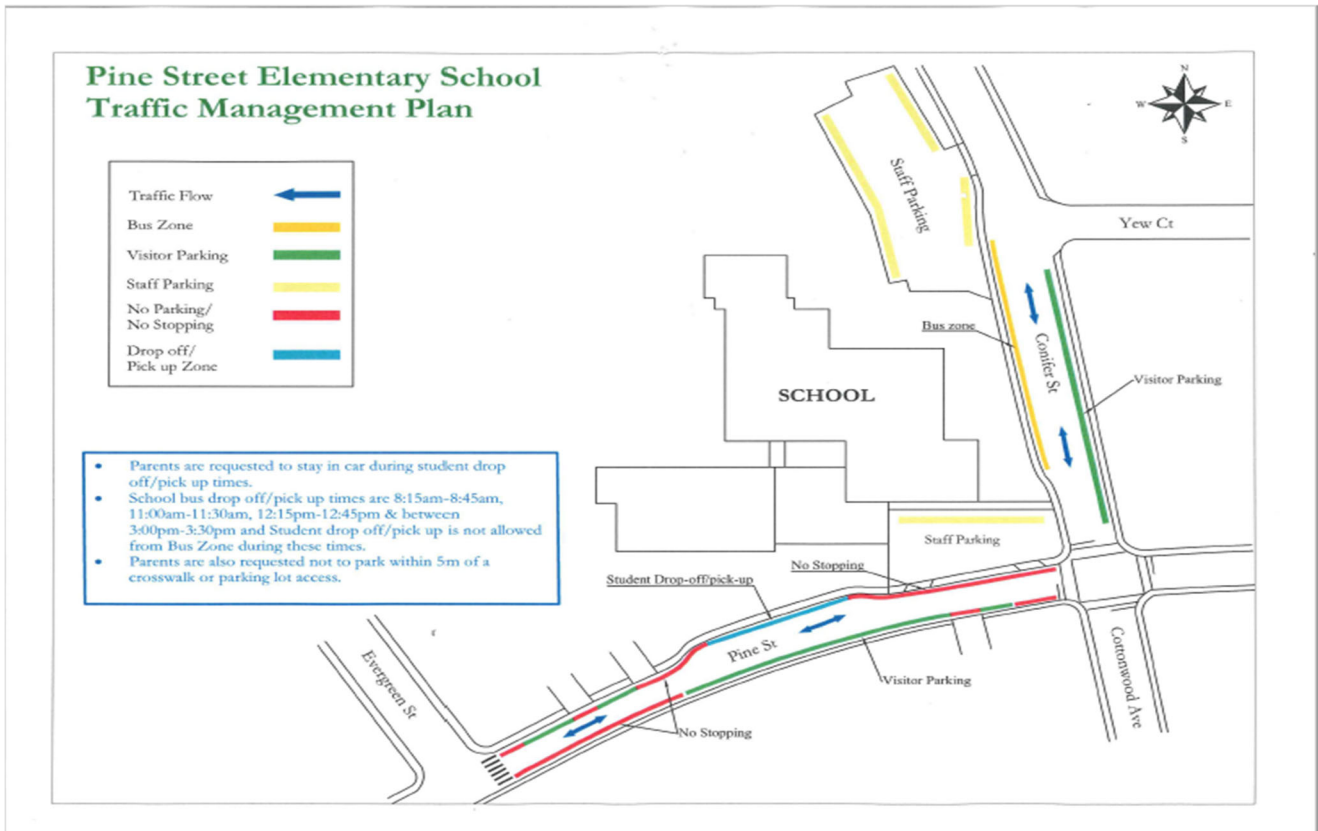 Pine Street Elementary School
Traffic Management Plan
N
W
E
S
Traffic Flow
Bus Zone
Visitor Parking
Staff Parking
No Parking/
No Stopping
Drop off/
Pick up Zone
Staff Parking
Yew Ct
Bus zone
Conifer St
Visitor Parking
SCHOOL
• Parents are requested to stay in car during student drop
off/pick up times.
• School bus drop off/pick up times are 8:15am-8:45am,
11:00am-11:30am, 12:15pm-12:45pm & between
3:00pm-3:30pm and Student drop off/pick up is not allowed
from Bus Zone during these times.
• Parents are also requested not to park within 5m of a
crosswalk or parking lot access.
Staff Parking
No Stopping
Student Drop-off/pick-up
Pine St
Evergreen St
Visitor Parking
Cottonwood Ave
No Stopping